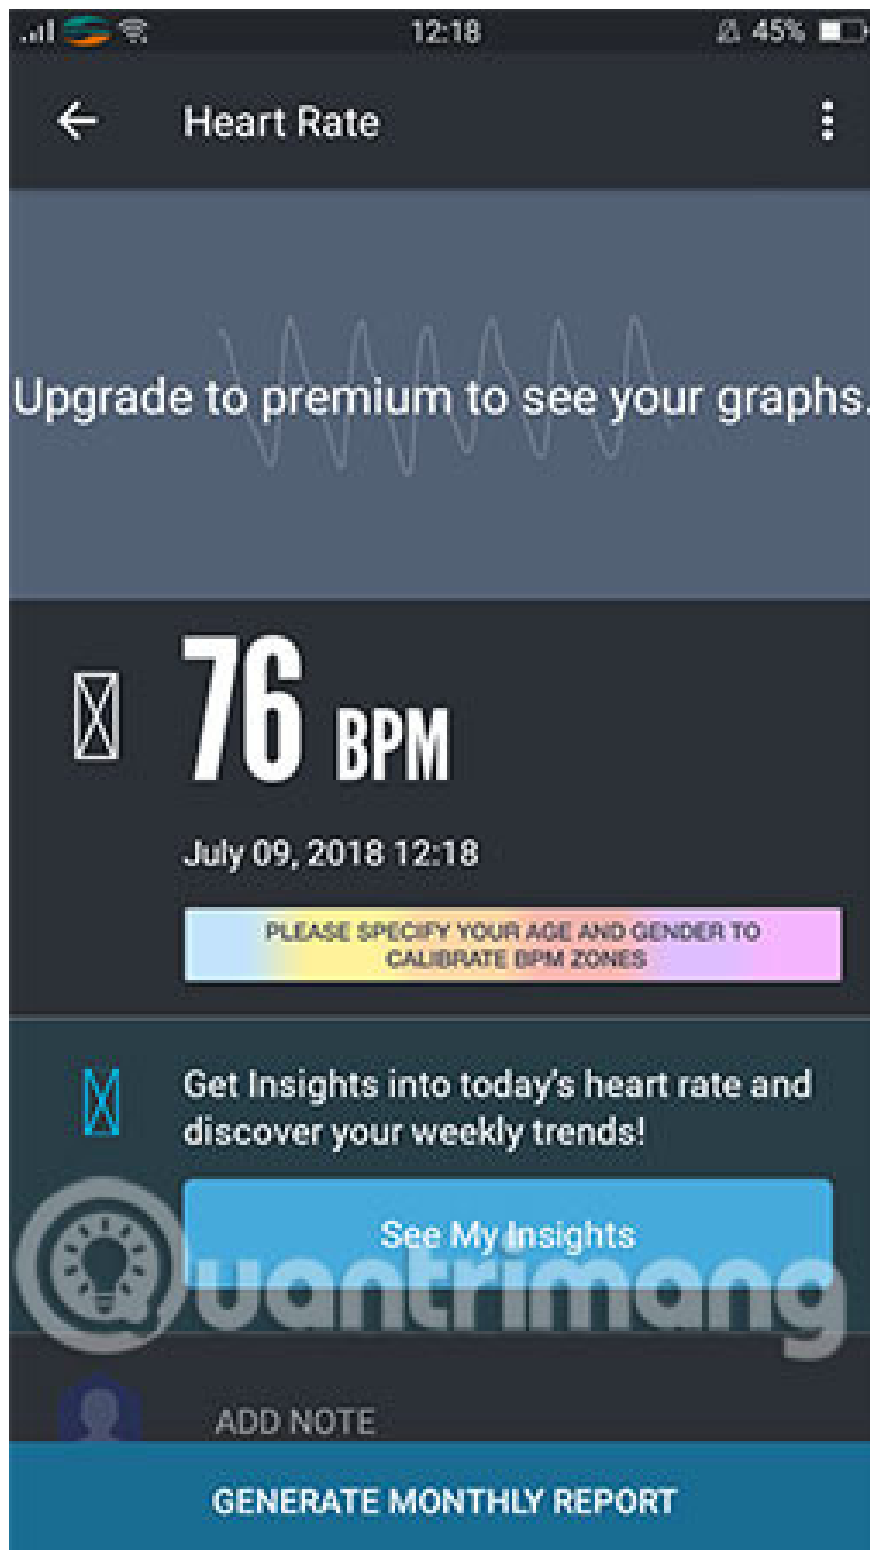 12:18
45%
Heart Rate
Upgrade to premium to see your graphs.
76 BPM
July 09, 2018 12:18
PLEASE SPECIFY YOUR AGE AND GENDER TO
CALIBRATE BPM ZONES
Get Insights into today's heart rate and
discover your weekly trends!
See My Insights
Quantrimang
ADD NOTE
GENERATE MONTHLY REPORT